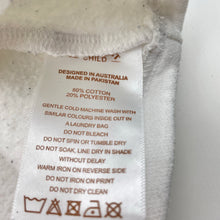 CHILD
DESIGNED IN AUSTRALIA
MADE IN PAKISTAN
80% COTTON
20% POLYESTER
GENTLE COLD MACHINE WASH WITH
SIMILAR COLOURS INSIDE OUT IN
A LAUNDRY BAG
DO NOT BLEACH
DO NOT SPIN OR TUMBLE DRY
DO NOT SOAK, LINE DRY IN SHADE
WITHOUT DELAY
WARM IRON ON REVERSE SIDE
DO NOT IRON ON PRINT
DO NOT DRY CLEAN